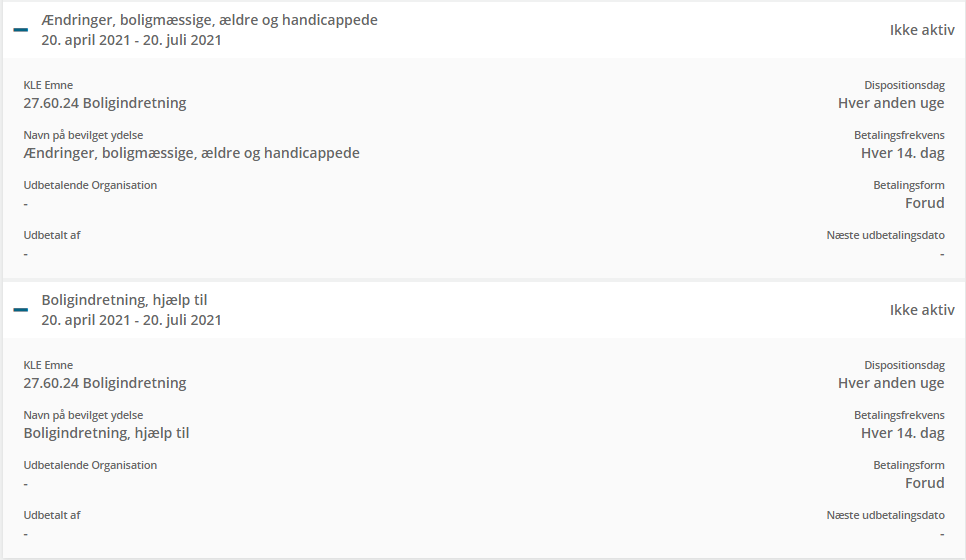 Ændringer, boligmæssige, ældre og handicappede
20. april 2021 - 20. juli 2021
Ikke aktiv
KLE Emne
27.60.24 Boligindretning
Dispositionsdag
Hver anden uge
Navn på bevilget ydelse
Ændringer, boligmæssige, ældre og handicappede
Betalingsfrekvens
Hver 14. dag
Udbetalende Organisation
-
Betalingsform
Forud
Udbetalt af
-
Næste udbetalingsdato
-
Boligindretning, hjælp til
20. april 2021 - 20. juli 2021
Ikke aktiv
KLE Emne
27.60.24 Boligindretning
Dispositionsdag
Hver anden uge
Navn på bevilget ydelse
Boligindretning, hjælp til
Betalingsfrekvens
Hver 14. dag
Udbetalende Organisation
-
Betalingsform
Forud
Udbetalt af
-
Næste udbetalingsdato
-